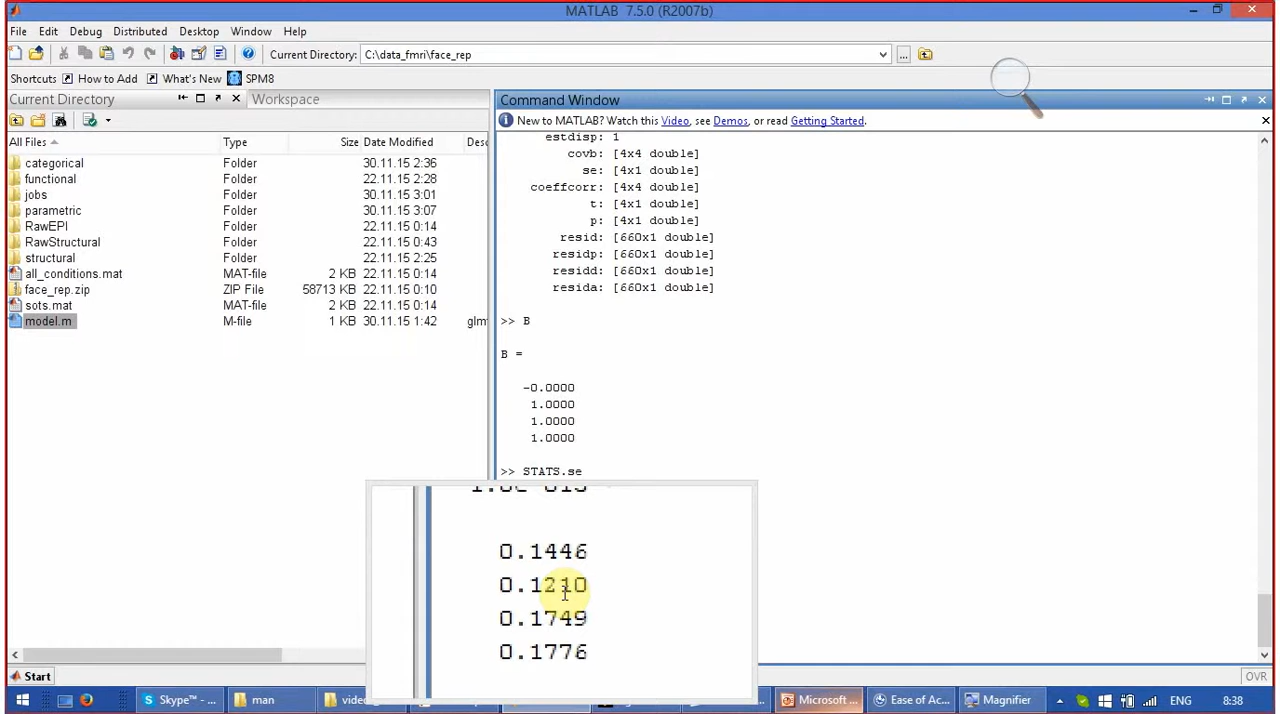 MATLAB 7.5.0 (R2007b)
File Edit Debug Distributed Desktop Window Help
Current Directory: C:\data_fmri\face_rep ...
Shortcuts How to Add What's New SPM8
Current Directory Workspace
All Files Type Size Date Modified Desc
categorical Folder 30.11.15 2:36
functional Folder 22.11.15 2:28
jobs Folder 30.11.15 3:01
parametric Folder 30.11.15 3:07
RawEPI Folder 22.11.15 0:14
RawStructural Folder 22.11.15 0:43
structural Folder 22.11.15 2:25
all_conditions.mat MAT-file 2 KB 22.11.15 0:14
face_rep.zip ZIP File 58713 KB 22.11.15 0:10
sots.mat MAT-file 2 KB 22.11.15 0:14
model.m M-file 1 KB 30.11.15 1:42 glm
Command Window
New to MATLAB? Watch this Video, see Demos, or read Getting Started.
estdisp: 1
covb: [4x4 double]
se: [4x1 double]
coeffcorr: [4x4 double]
t: [4x1 double]
p: [4x1 double]
resid: [660x1 double]
residp: [660x1 double]
residd: [660x1 double]
resida: [660x1 double]
>> B
B =
-0.0000
1.0000
1.0000
1.0000
>> STATS.se
0.1446
0.1210
0.1749
0.1776
Start
OVR
Skype™ - ... man video Microsoft ... Ease of Ac... Magnifier ENG 8:38